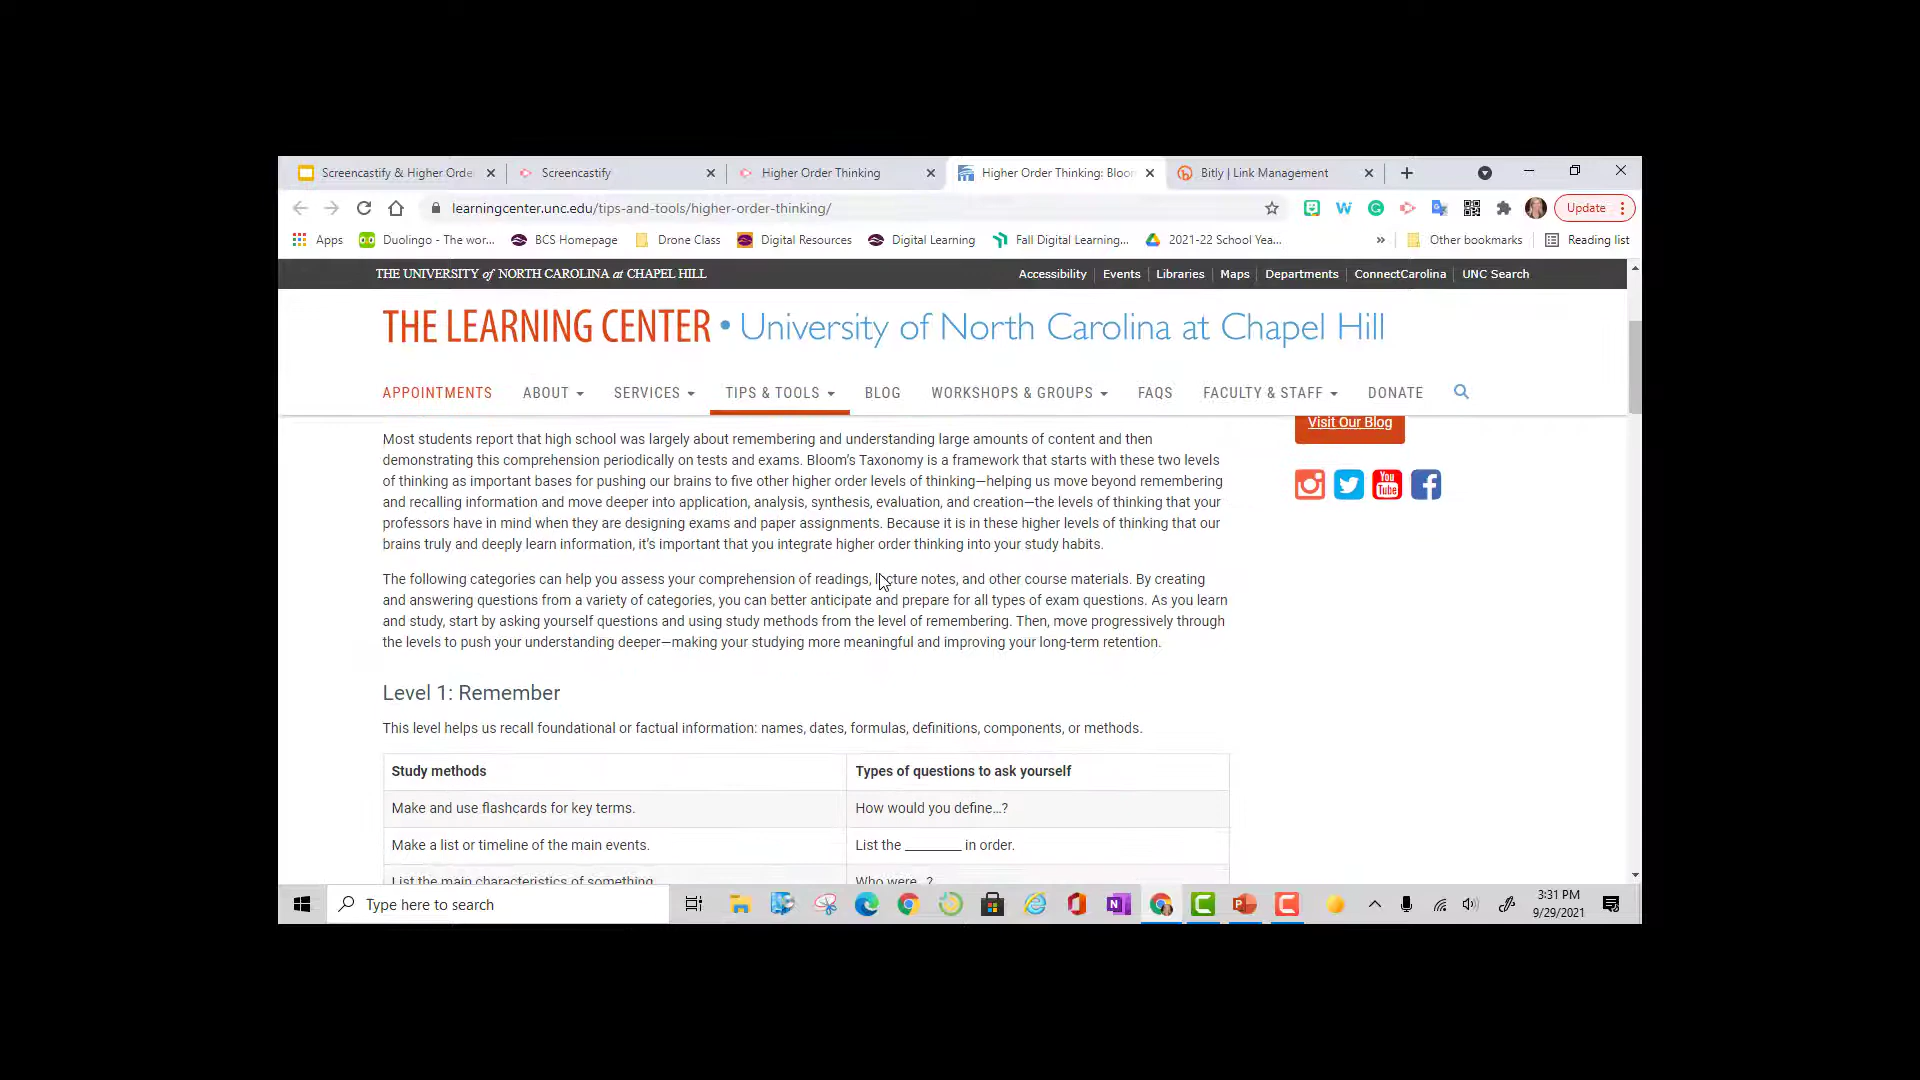 Screencastify & Higher Orde
Screencastify
Higher Order Thinking
Higher Order Thinking: Bloom
Bitly | Link Management
learningcenter.unc.edu/tips-and-tools/higher-order-thinking/
Update
Apps
Duolingo - The wor...
BCS Homepage
Drone Class
Digital Resources
Digital Learning
Fall Digital Learning...
2021-22 School Yea...
»
Other bookmarks
Reading list
THE UNIVERSITY of NORTH CAROLINA at CHAPEL HILL
Accessibility
Events
Libraries
Maps
Departments
ConnectCarolina
UNC Search
THE LEARNING CENTER • University of North Carolina at Chapel Hill
APPOINTMENTS
ABOUT
SERVICES
TIPS & TOOLS
BLOG
WORKSHOPS & GROUPS
FAQS
FACULTY & STAFF
DONATE
Visit Our Blog
You Tube
Most students report that high school was largely about remembering and understanding large amounts of content and then
demonstrating this comprehension periodically on tests and exams. Bloom's Taxonomy is a framework that starts with these two levels
of thinking as important bases for pushing our brains to five other higher order levels of thinking—helping us move beyond remembering
and recalling information and move deeper into application, analysis, synthesis, evaluation, and creation—the levels of thinking that your
professors have in mind when they are designing exams and paper assignments. Because it is in these higher levels of thinking that our
brains truly and deeply learn information, it's important that you integrate higher order thinking into your study habits.
The following categories can help you assess your comprehension of readings, lecture notes, and other course materials. By creating
and answering questions from a variety of categories, you can better anticipate and prepare for all types of exam questions. As you learn
and study, start by asking yourself questions and using study methods from the level of remembering. Then, move progressively through
the levels to push your understanding deeper—making your studying more meaningful and improving your long-term retention.
Level 1: Remember
This level helps us recall foundational or factual information: names, dates, formulas, definitions, components, or methods.
Study methods
Types of questions to ask yourself
Make and use flashcards for key terms.
How would you define...?
Make a list or timeline of the main events.
List the _______ in order.
List the main characteristics of something.
Who were...?
Type here to search
3:31 PM
9/29/2021